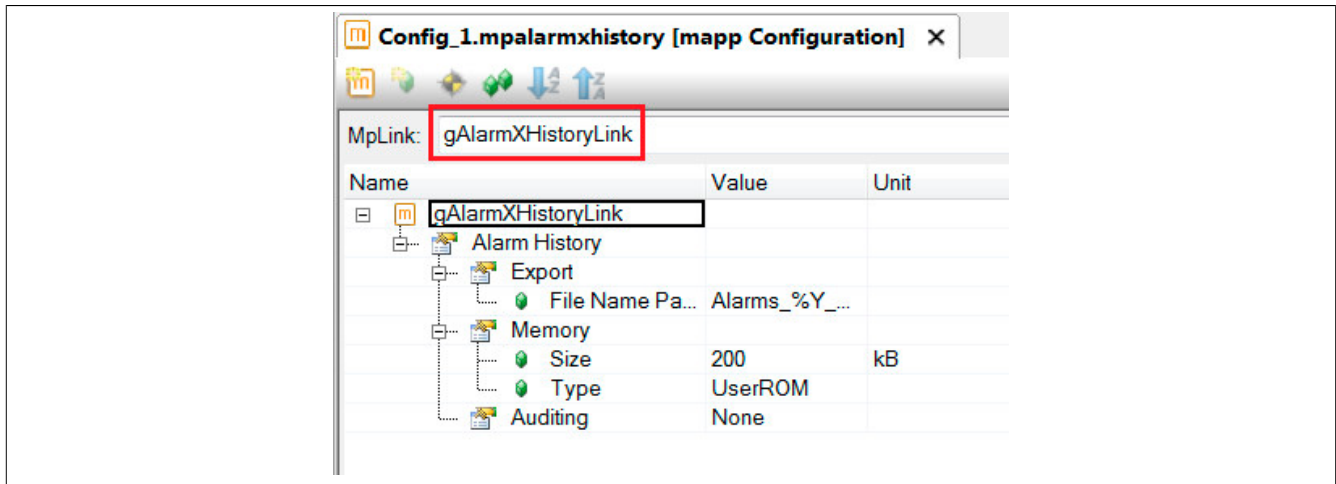 Config_1.mpalarmxhistory [mapp Configuration] ×
MpLink: gAlarmXHistoryLink
Name Value Unit
gAlarmXHistoryLink
Alarm History
Export
File Name Pa... Alarms_%Y_...
Memory
Size 200 kB
Type UserROM
Auditing None